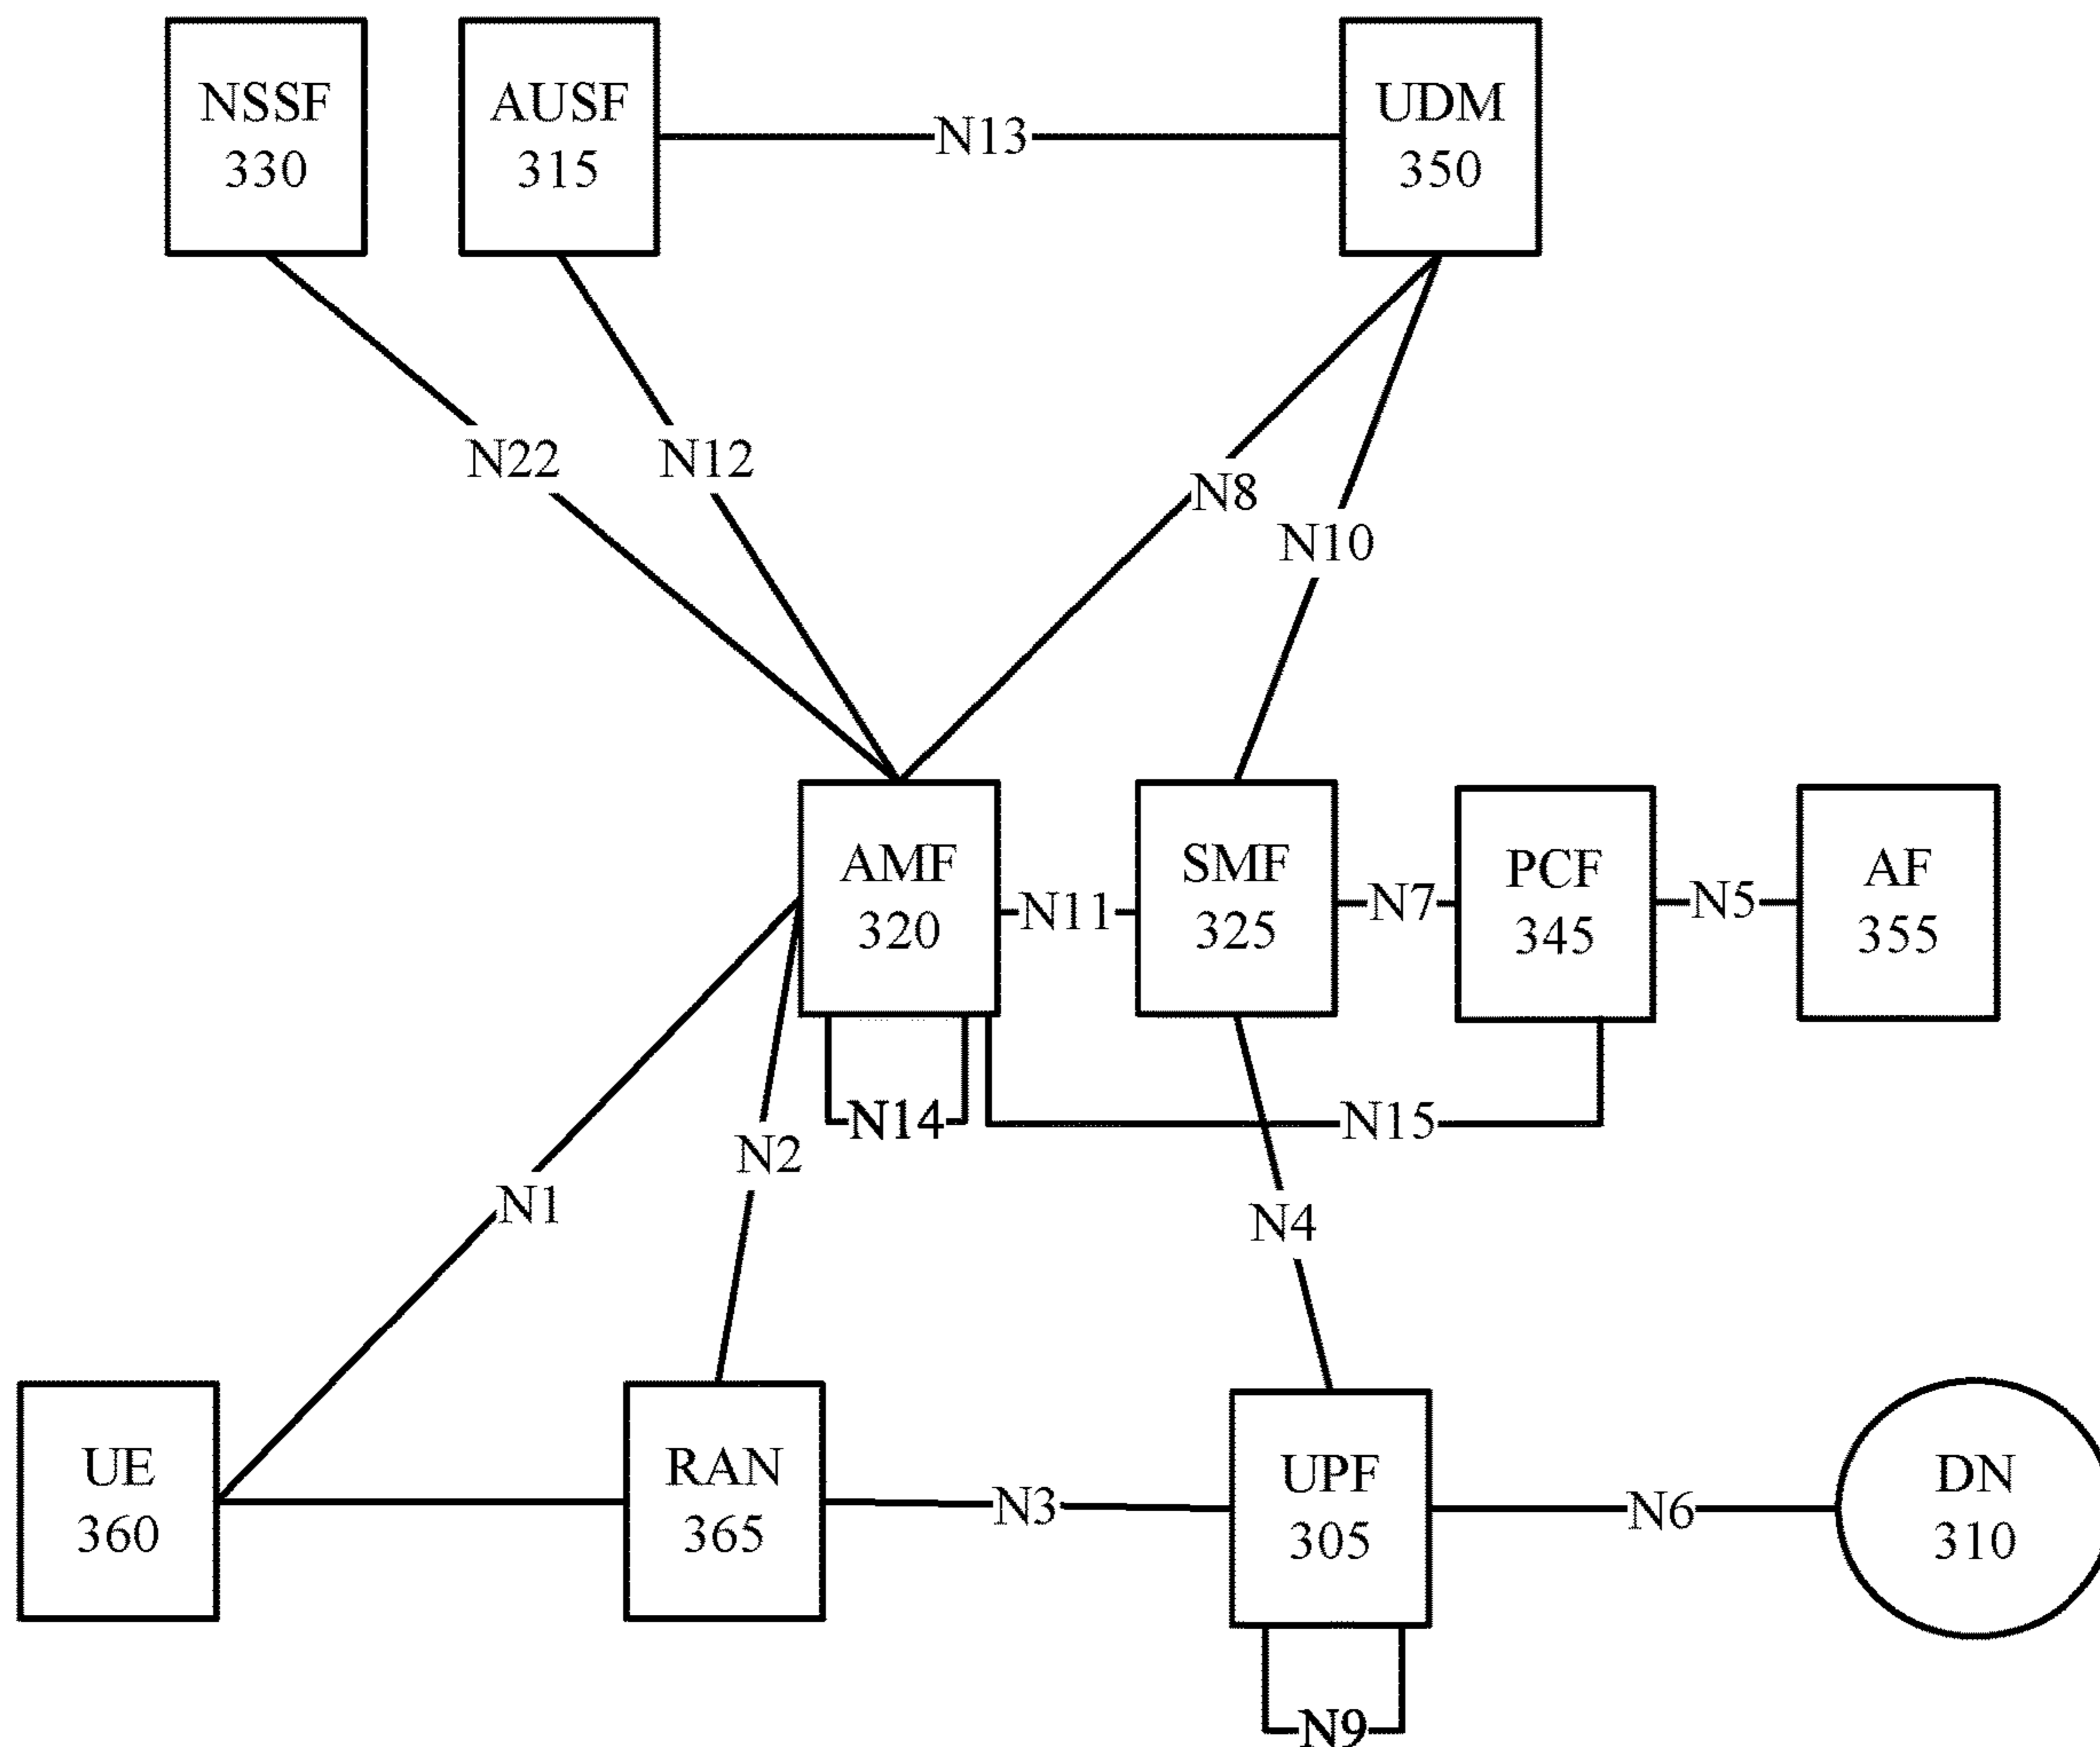 NSSF
330
AUSF
315
N13
UDM
350
N22
N12
N8
N10
AMF
320
N11
SMF
325
N7
PCF
345
N5
AF
355
N14
N15
N2
N1
N4
UE
360
RAN
365
N3
UPF
305
N6
DN
310
N9